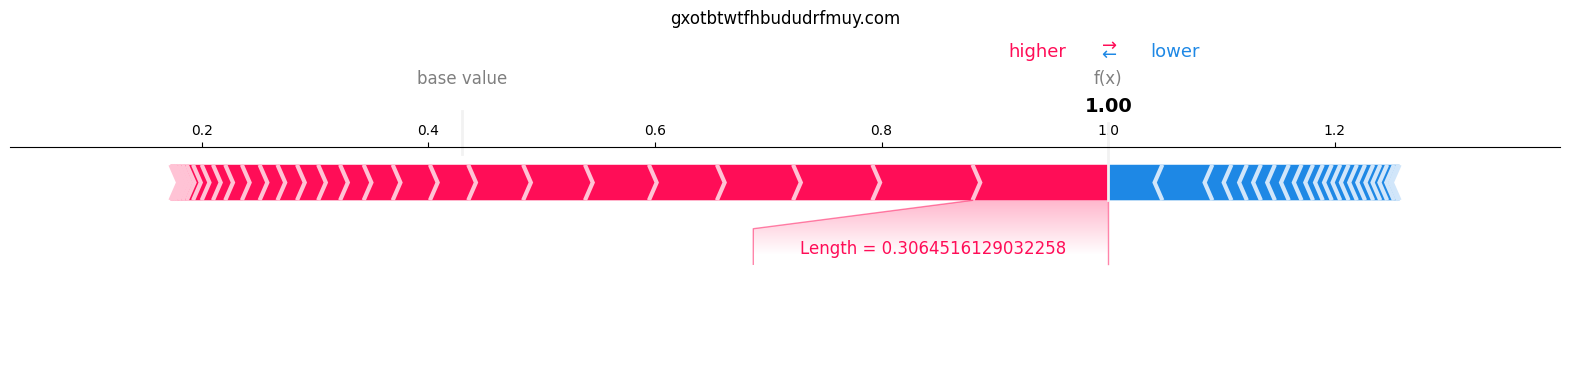 gxotbtwtfhbududrfmuy.com
higher ⇄ lower
base value f(x)
1.00
0.2 0.4 0.6 0.8 1 0 1.2
Length = 0.3064516129032258